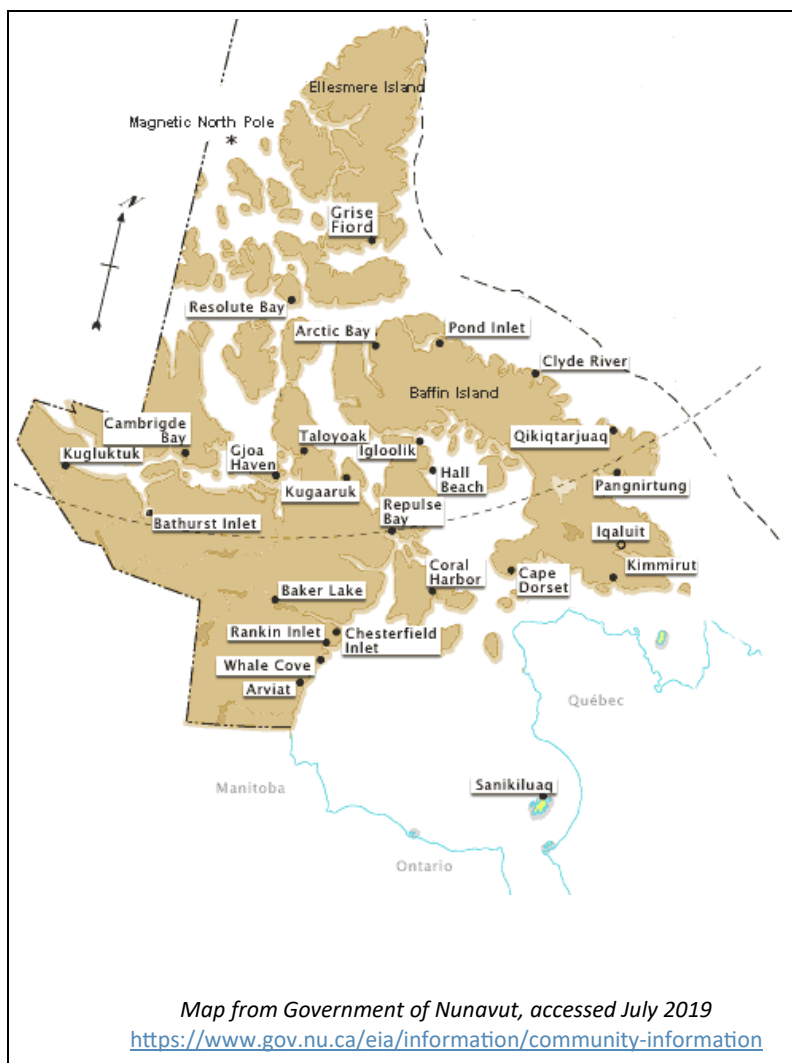 Ellesmere Island
Magnetic North Pole
*
N
Grise
Fiord
Resolute Bay
Arctic Bay
Pond Inlet
Clyde River
Baffin Island
Cambrigde
Bay
Kugluktuk
Gjoa
Haven
Taloyoak
Igloolik
Qikiqtarjuaq
Hall
Beach
Kugaaruk
Pangnirtung
Bathurst Inlet
Repulse
Bay
Iqaluit
Coral
Harbor
Cape
Dorset
Kimmirut
Baker Lake
Rankin Inlet
Chesterfield
Inlet
Whale Cove
Arviat
Québec
Manitoba
Sanikiluaq
Ontario
Map from Government of Nunavut, accessed July 2019
https://www.gov.nu.ca/eia/information/community-information